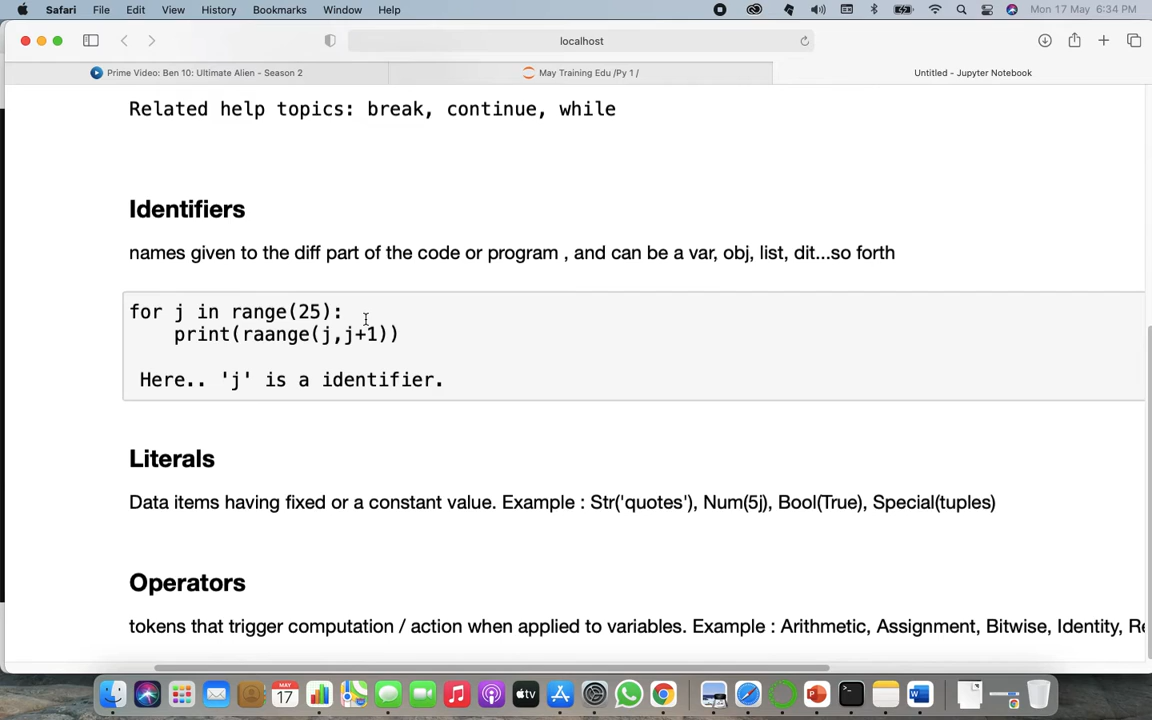 Safari File Edit View History Bookmarks Window Help Mon 17 May 6:34 PM
localhost
Prime Video: Ben 10: Ultimate Alien - Season 2 May Training Edu /Py 1 / Untitled - Jupyter Notebook
Related help topics: break, continue, while
Identifiers
names given to the diff part of the code or program , and can be a var, obj, list, dit...so forth
for j in range(25):
    print(raange(j,j+1))
 Here.. 'j' is a identifier.
Literals
Data items having fixed or a constant value. Example : Str('quotes'), Num(5j), Bool(True), Special(tuples)
Operators
tokens that trigger computation / action when applied to variables. Example : Arithmetic, Assignment, Bitwise, Identity, Re
MAY
17
tv